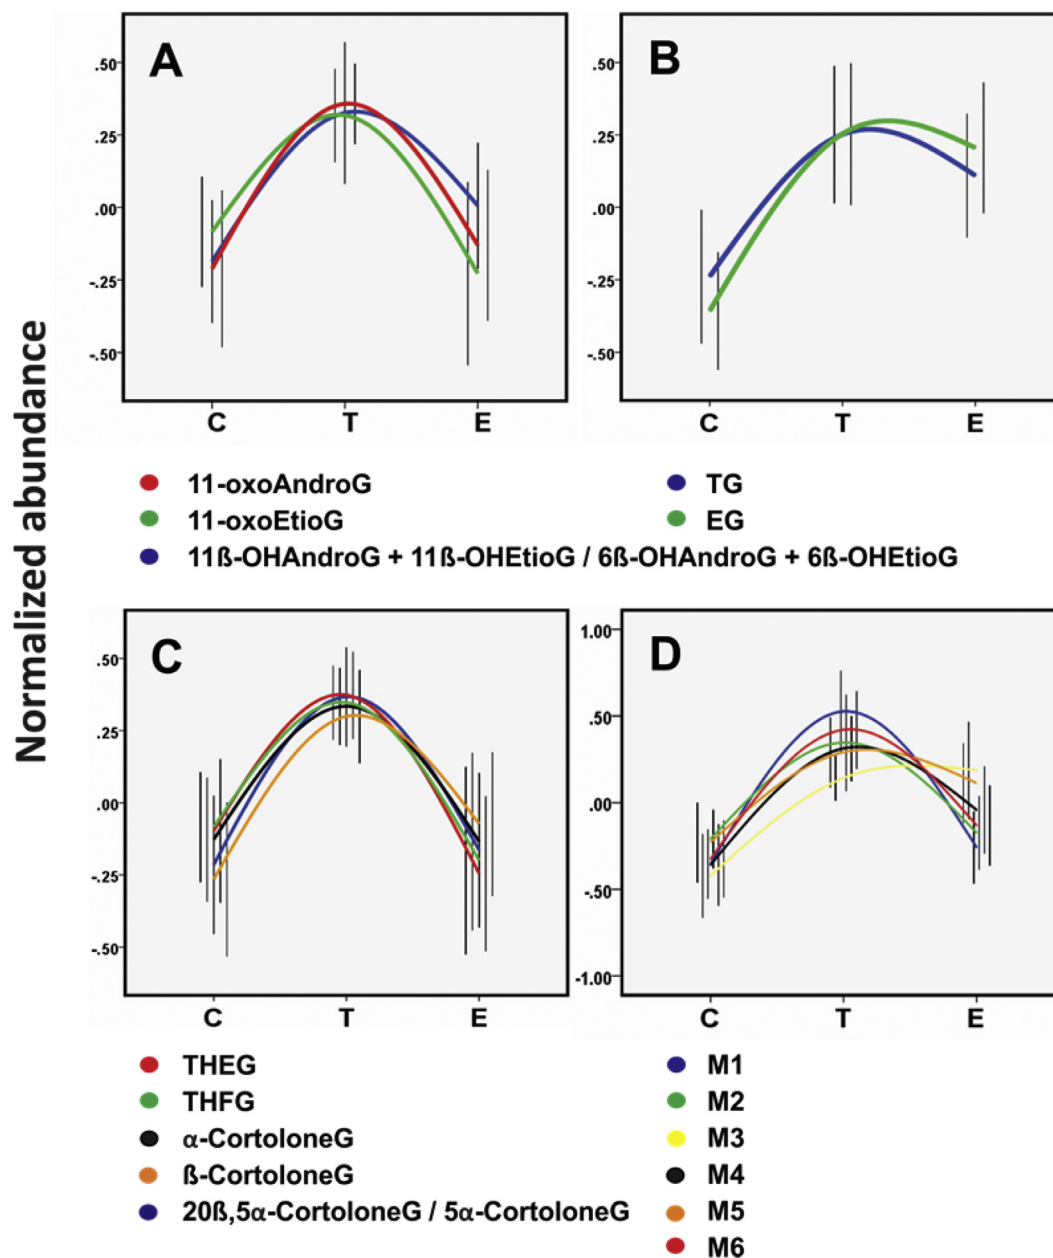 Normalized abundance
A
.50
.25
.00
-.25
-.50
C T E
B
.50
.25
.00
-.25
-.50
C T E
11-oxoAndroG
11-oxoEtioG
11ß-OHAndroG + 11ß-OHEtioG / 6ß-OHAndroG + 6ß-OHEtioG
TG
EG
C
.50
.25
.00
-.25
-.50
C T E
D
1.00
.50
.00
-.50
-1.00
C T E
THEG
THFG
α-CortoloneG
ß-CortoloneG
20ß,5α-CortoloneG / 5α-CortoloneG
M1
M2
M3
M4
M5
M6